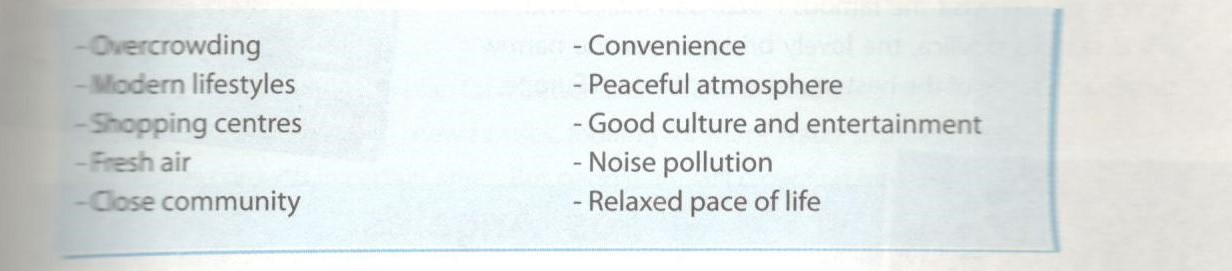 - Overcrowding
- Modern lifestyles
- Shopping centres
- Fresh air
- Close community
- Convenience
- Peaceful atmosphere
- Good culture and entertainment
- Noise pollution
- Relaxed pace of life